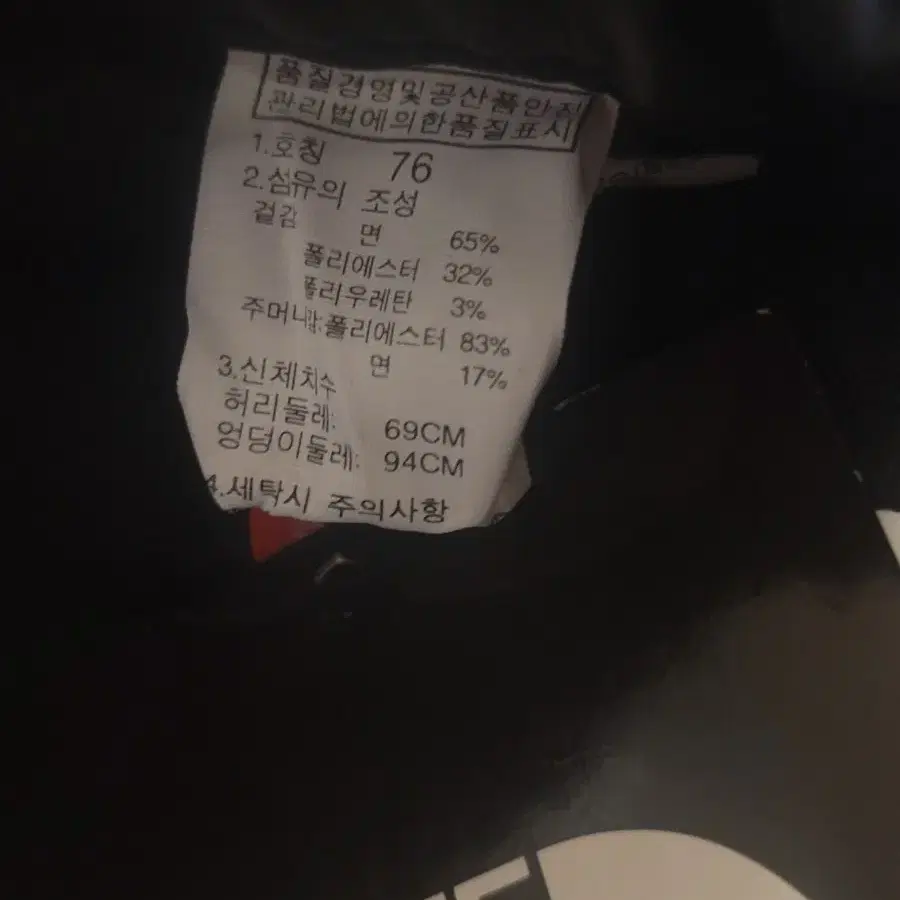 품질경영및공산품안전
관리법에의한품질표시
1.호칭 76
2.섬유의 조성
겉감 면 65%
폴리에스터 32%
폴리우레탄 3%
주머니감:폴리에스터 83%
면 17%
3.신체치수
허리둘레: 69CM
엉덩이둘레: 94CM
4.세탁시 주의사항